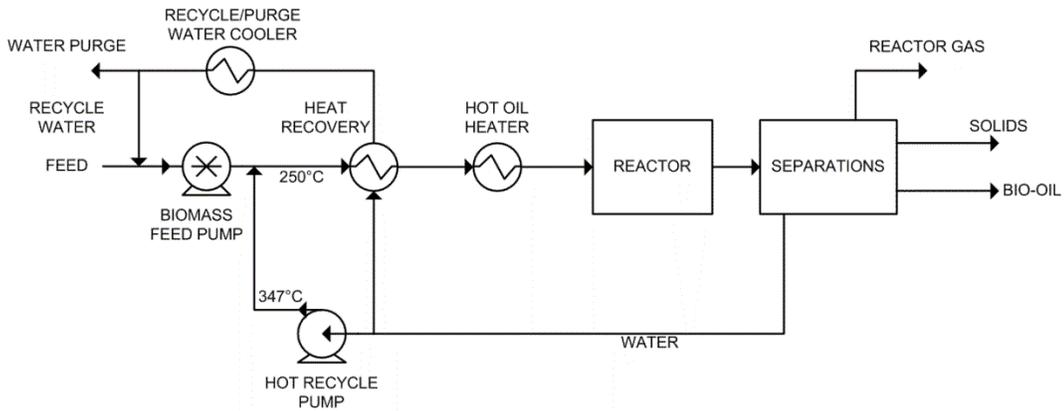 RECYCLE/PURGE
WATER COOLER
WATER PURGE
REACTOR GAS
RECYCLE
WATER
HEAT
RECOVERY
HOT OIL
HEATER
FEED
REACTOR
SEPARATIONS
SOLIDS
BIO-OIL
250°C
BIOMASS
FEED PUMP
347°C
WATER
HOT RECYCLE
PUMP